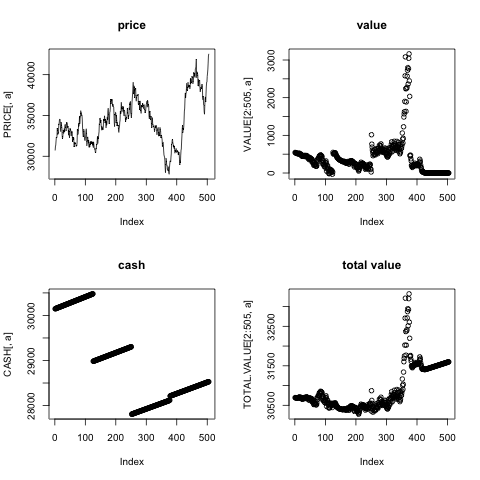 price
PRICE[, a]
30000 35000 40000
0 100 200 300 400 500
Index
value
VALUE[2:505, a]
0 1000 2000 3000
0 100 200 300 400 500
Index
cash
CASH[, a]
28000 29000 30000
0 100 200 300 400 500
Index
total value
TOTAL.VALUE[2:505, a]
30500 31500 32500
0 100 200 300 400 500
Index